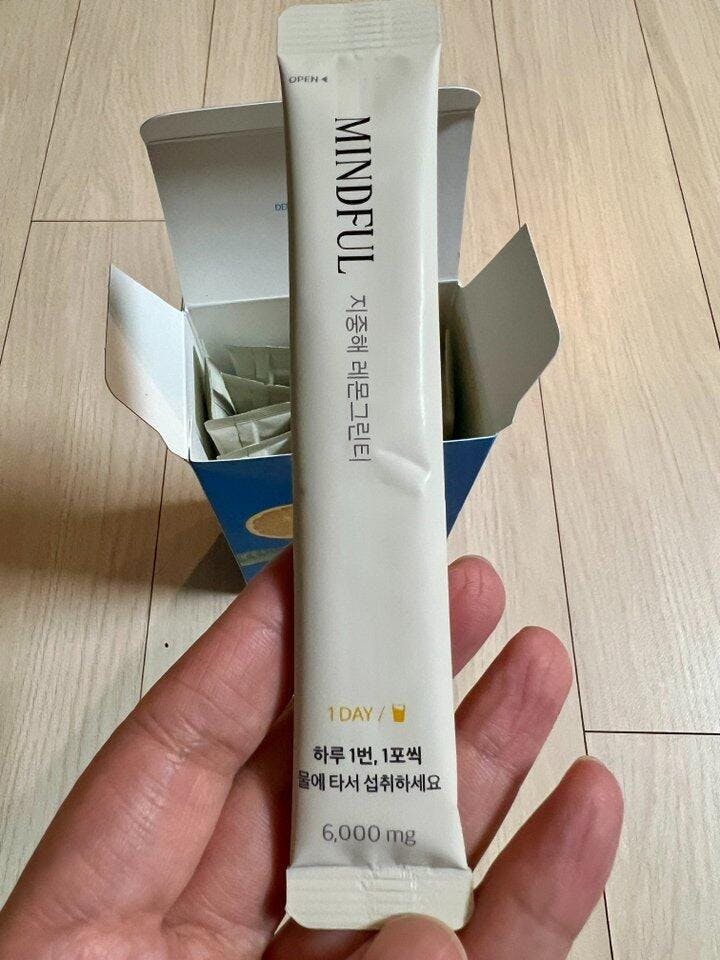 OPEN ◀
MINDFUL
지중해 레몬그린티
1 DAY /
하루 1번, 1포씩
물에 타서 섭취하세요
6,000 mg